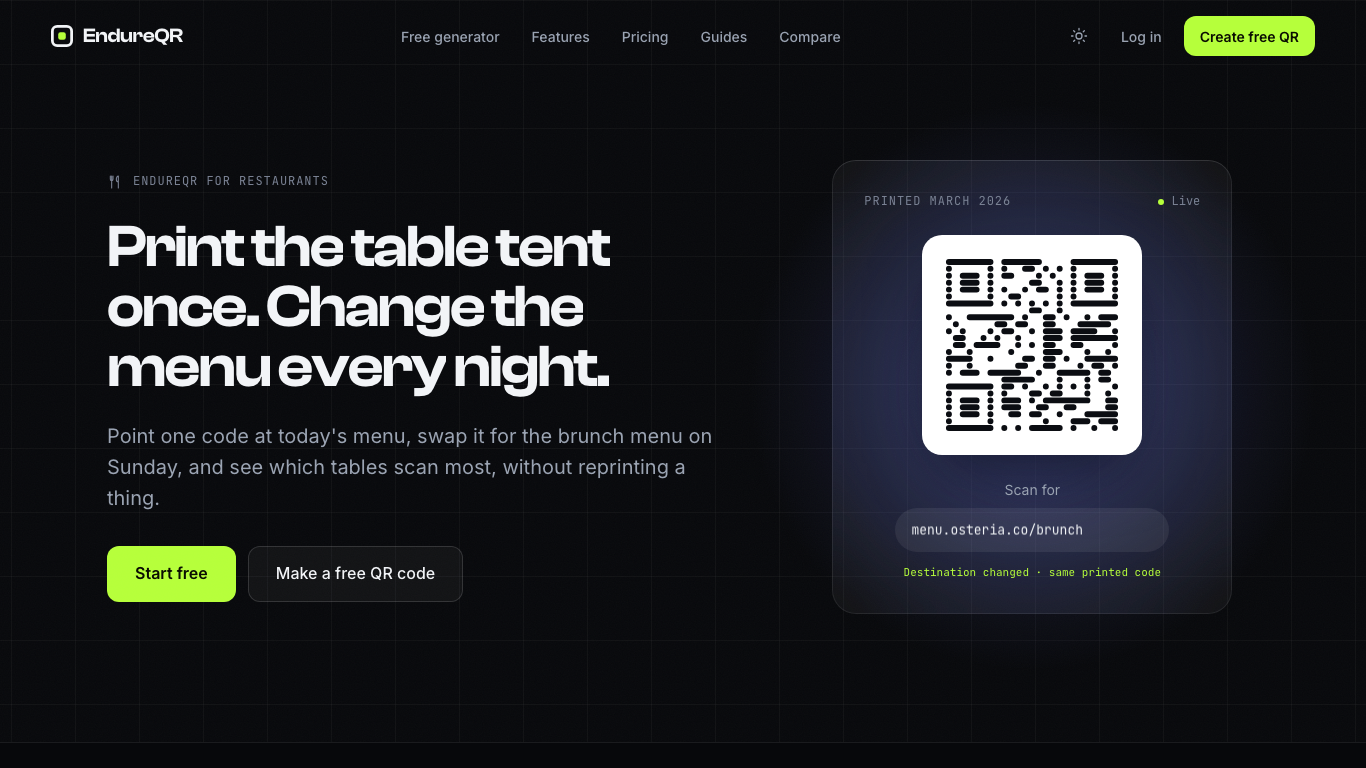 EndureQR
Free generator
Features
Pricing
Guides
Compare
Log in
Create free QR
ENDUREQR FOR RESTAURANTS
Print the table tent
once. Change the
menu every night.
Point one code at today's menu, swap it for the brunch menu on
Sunday, and see which tables scan most, without reprinting a
thing.
Start free
Make a free QR code
PRINTED MARCH 2026
Live
Scan for
menu.osteria.co/brunch
Destination changed · same printed code